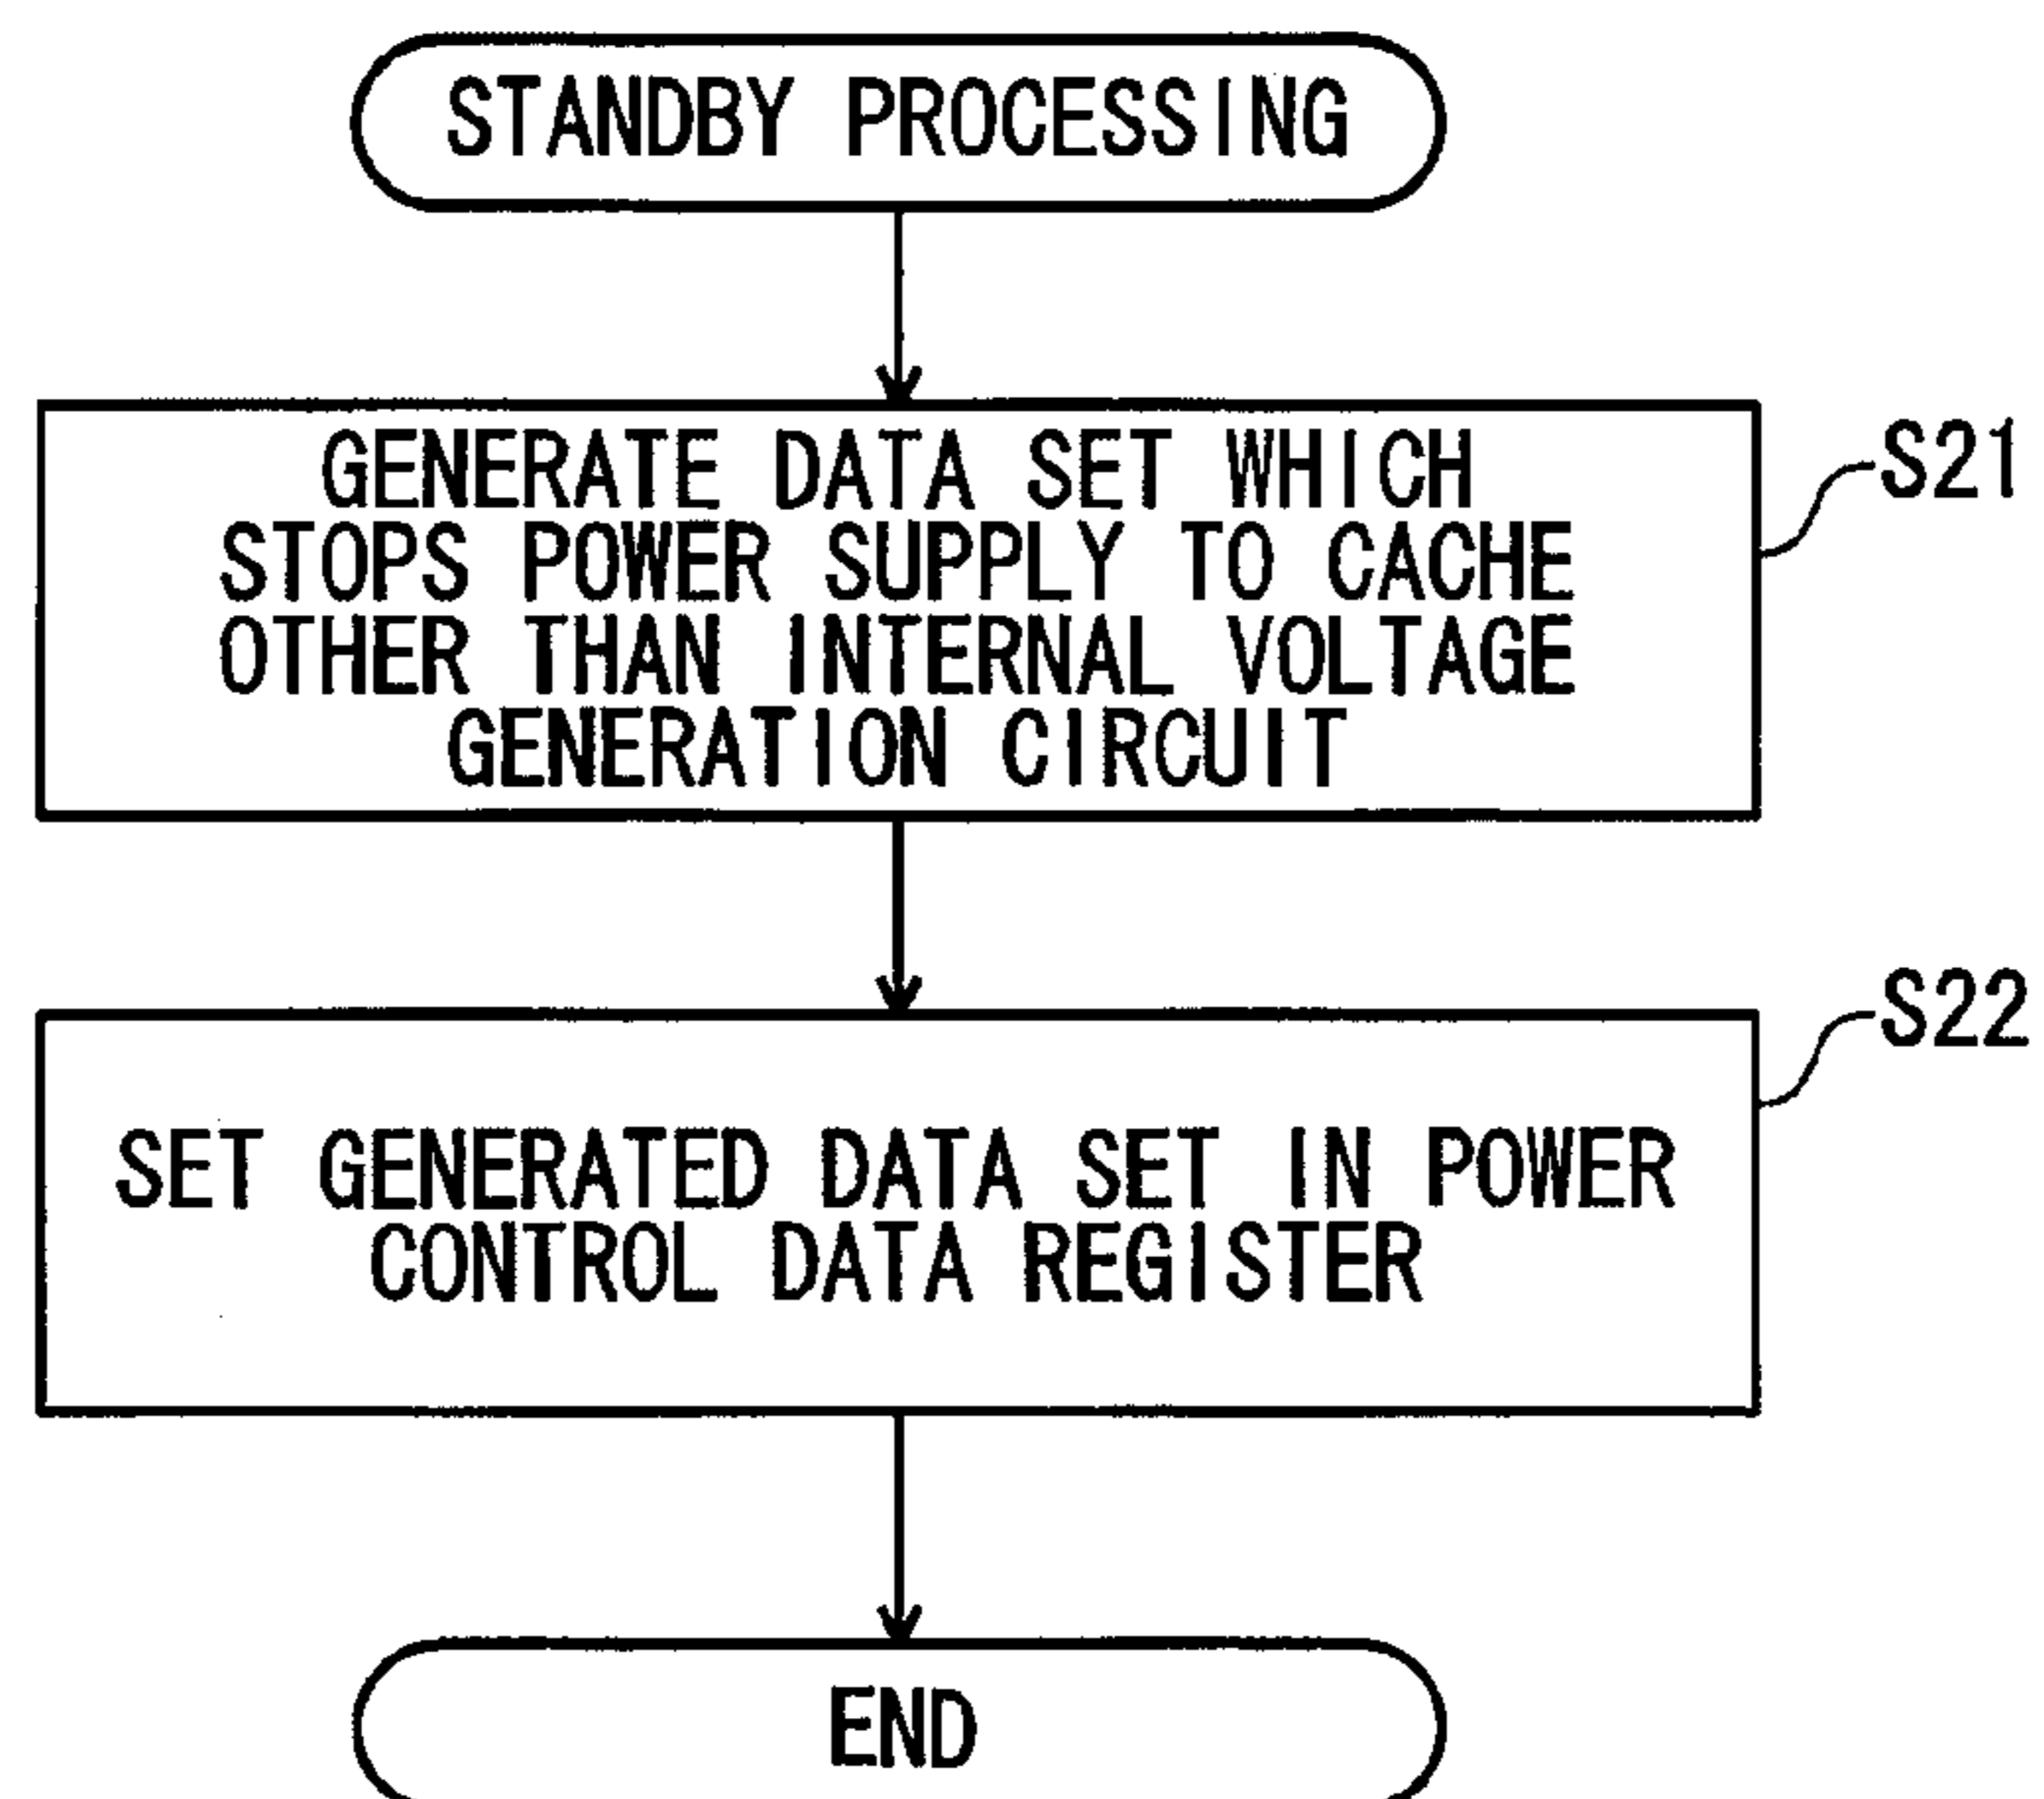 STANDBY PROCESSING
GENERATE DATA SET WHICH
STOPS POWER SUPPLY TO CACHE
OTHER THAN INTERNAL VOLTAGE
GENERATION CIRCUIT
S21
SET GENERATED DATA SET IN POWER
CONTROL DATA REGISTER
S22
END